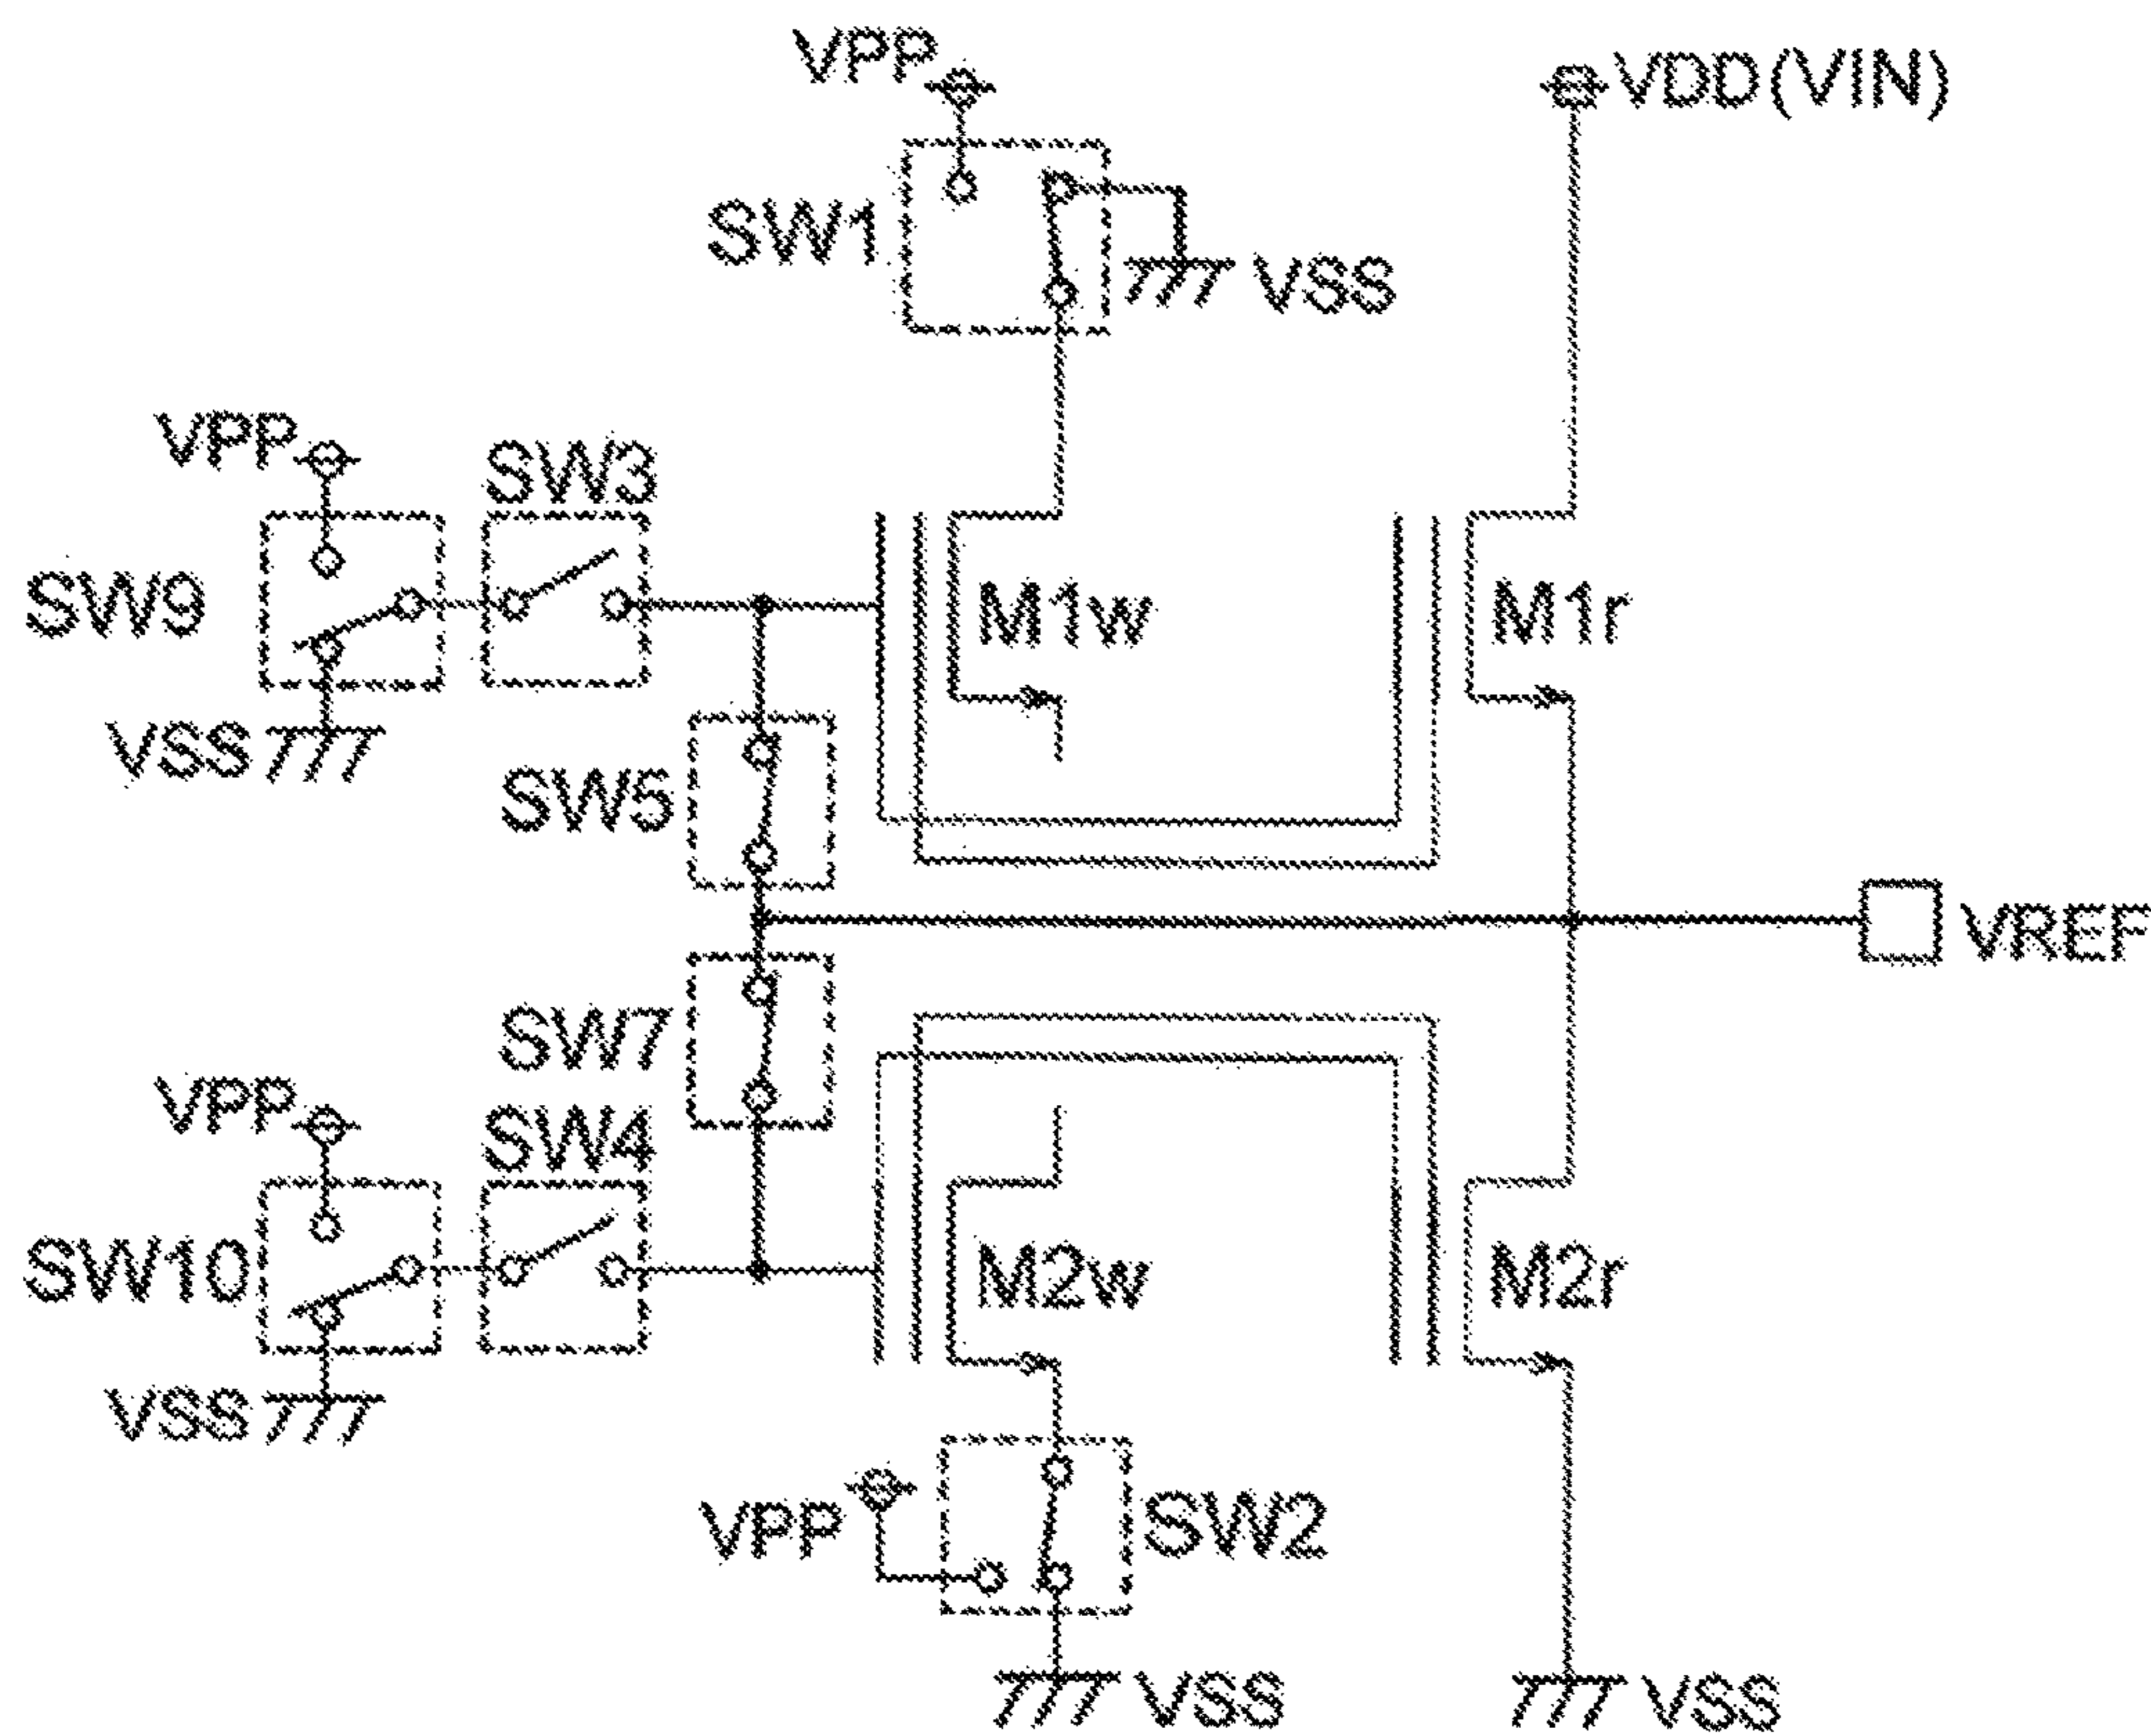 VPP
VDD(VIN)
SW1
VSS
VPP
SW3
SW9
M1w
M1r
VSS
SW5
VREF
SW7
VPP
SW4
SW10
M2w
M2r
VSS
VPP
SW2
VSS
VSS